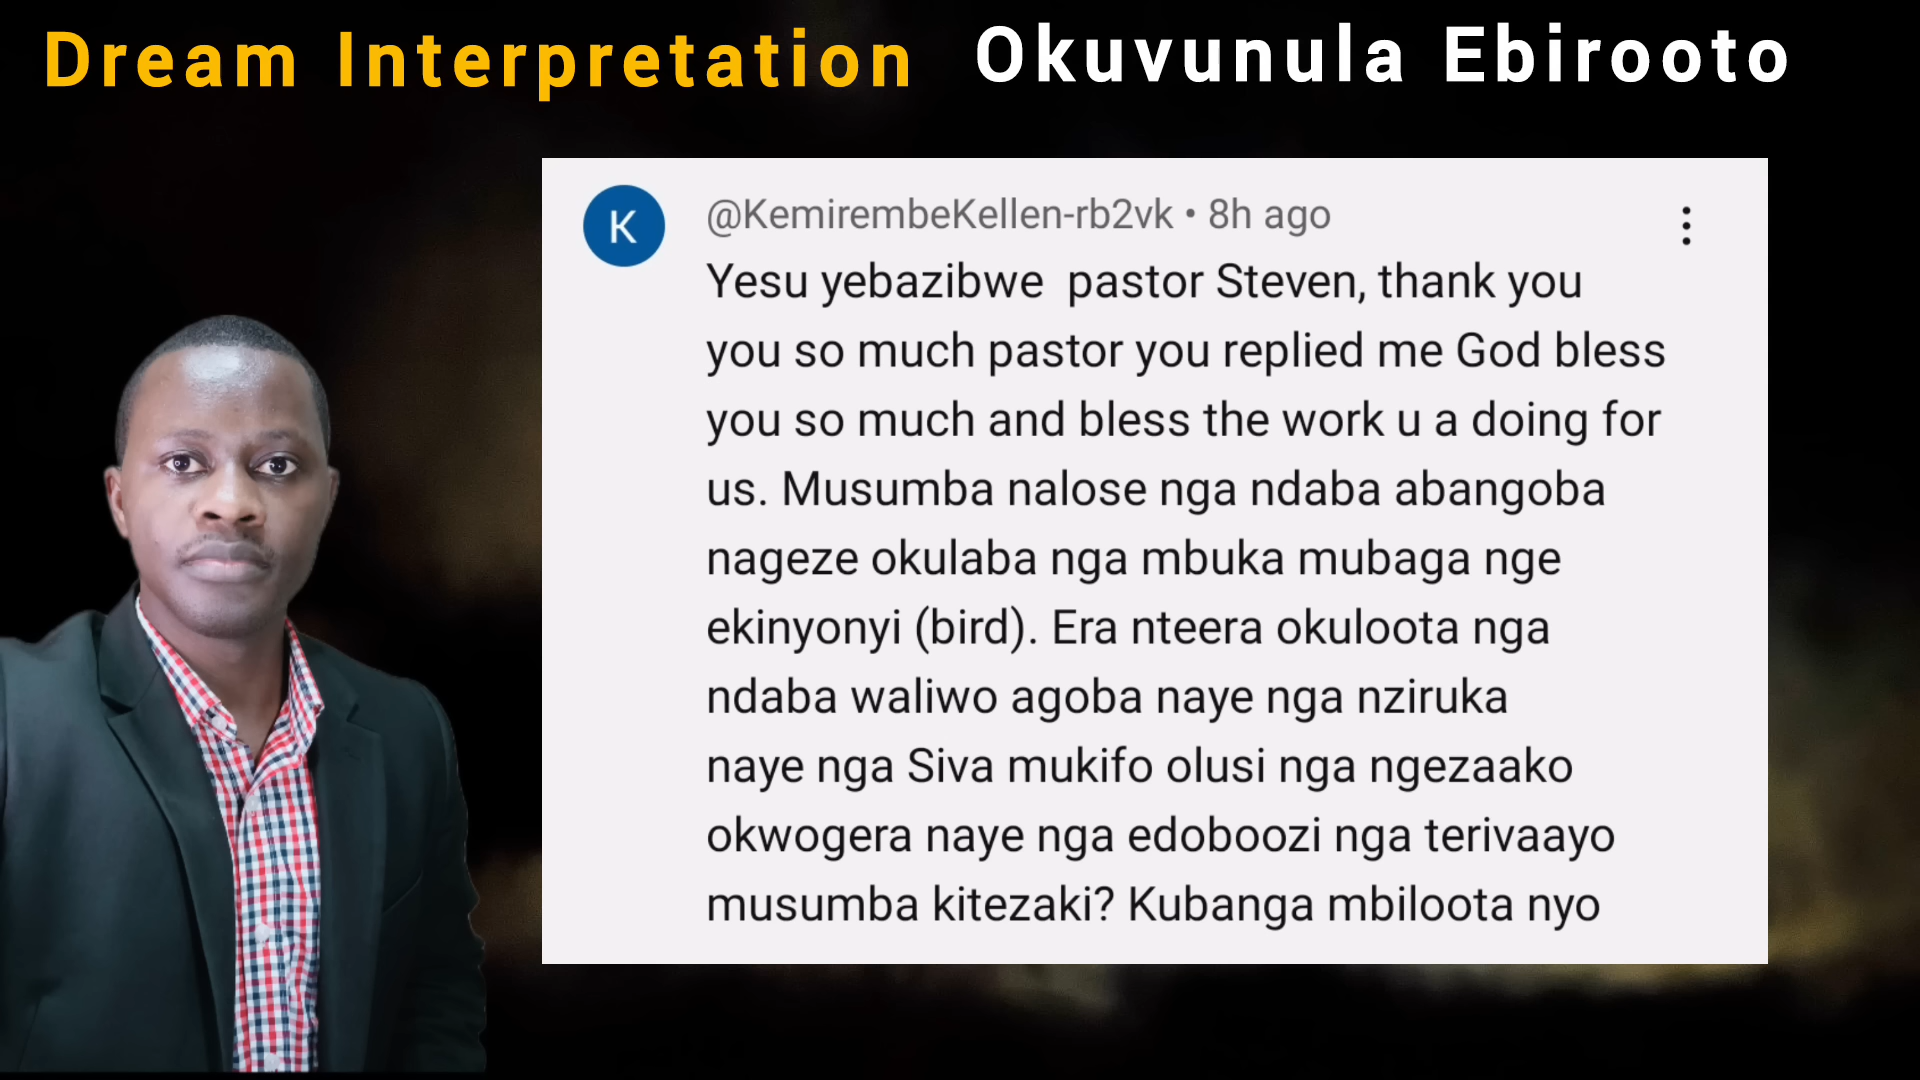 Dream Interpretation Okuvunula Ebirooto
K
@KemirembeKellen-rb2vk • 8h ago
Yesu yebazibwe pastor Steven, thank you
you so much pastor you replied me God bless
you so much and bless the work u a doing for
us. Musumba nalose nga ndaba abangoba
nageze okulaba nga mbuka mubaga nge
ekinyonyi (bird). Era nteera okuloota nga
ndaba waliwo agoba naye nga nziruka
naye nga Siva mukifo olusi nga ngezaako
okwogera naye nga edoboozi nga terivaayo
musumba kitezaki? Kubanga mbiloota nyo